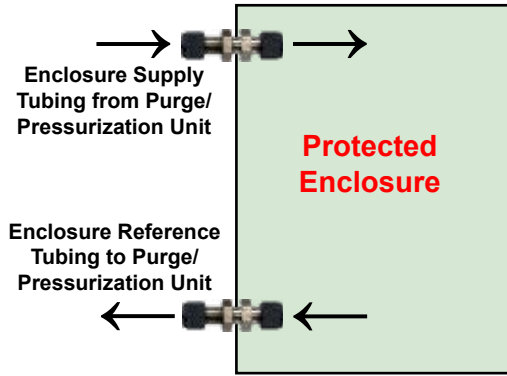 Enclosure Supply
Tubing from Purge/
Pressurization Unit
Protected
Enclosure
Enclosure Reference
Tubing to Purge/
Pressurization Unit